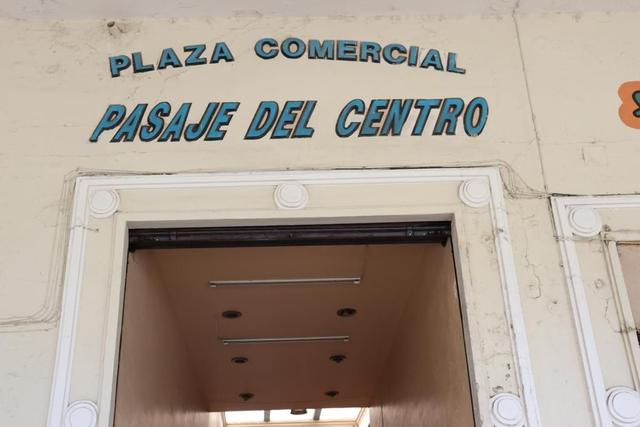 PLAZA COMERCIAL
PASAJE DEL CENTRO